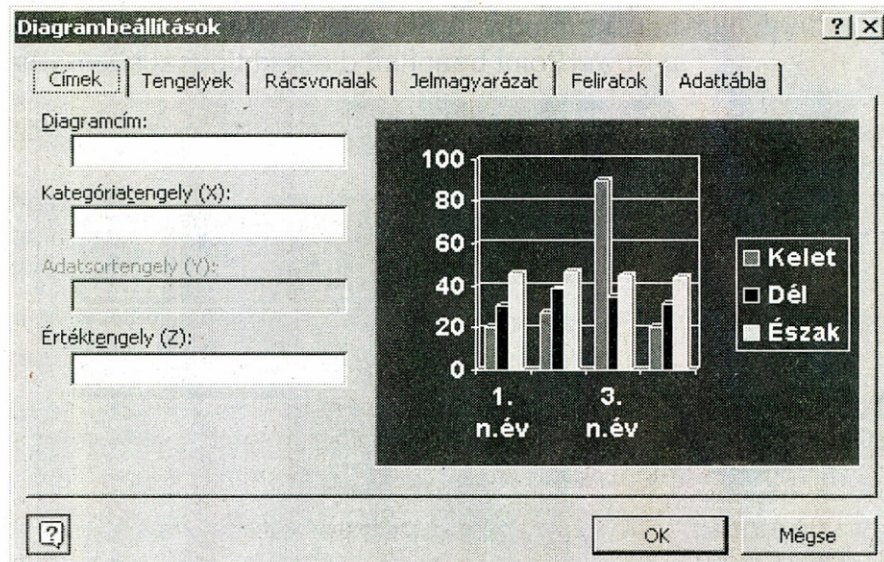 Diagrambeállítások
Címek Tengelyek Rácsvonalak Jelmagyarázat Feliratok Adattábla
Diagramcím:
Kategóriatengely (X):
Adatsortengely (Y):
Értéktengely (Z):
100
80
60
40
20
0
1. n.év
3. n.év
Kelet
Dél
Észak
OK Mégse